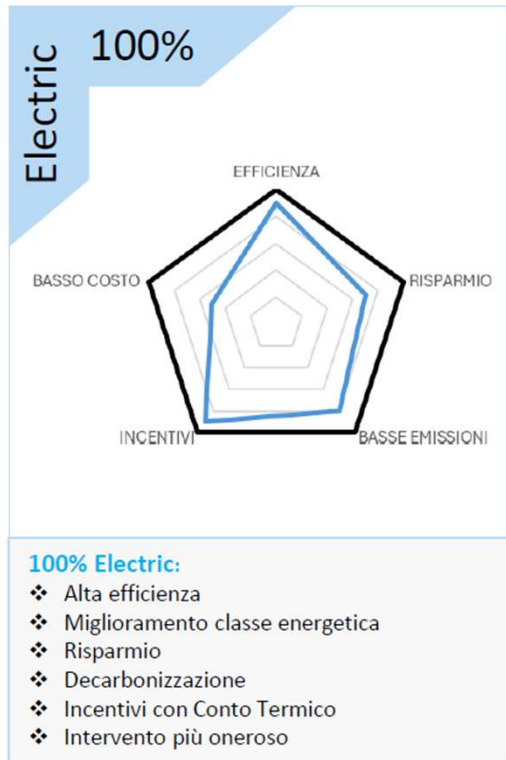 Electric
100%
EFFICIENZA
BASSO COSTO
RISPARMIO
INCENTIVI
BASSE EMISSIONI
100% Electric:
❖ Alta efficienza
❖ Miglioramento classe energetica
❖ Risparmio
❖ Decarbonizzazione
❖ Incentivi con Conto Termico
❖ Intervento più oneroso